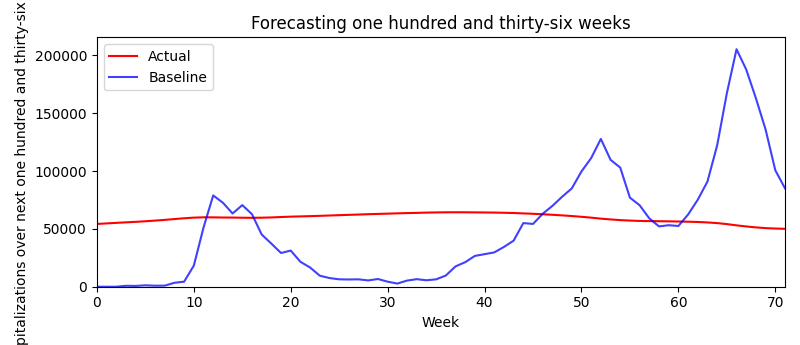 Forecasting one hundred and thirty-six weeks
Actual
Baseline
pitalizations over next one hundred and thirty-six
200000
150000
100000
50000
0
0 10 20 30 40 50 60 70
Week